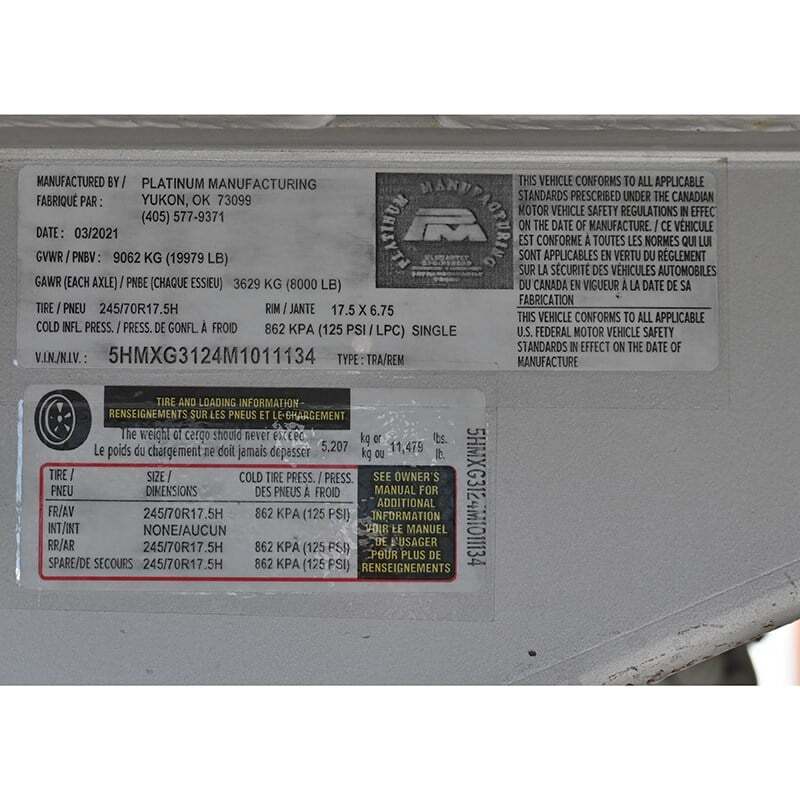 MANUFACTURED BY / PLATINUM MANUFACTURING
FABRIQUÉ PAR : YUKON, OK 73099
(405) 577-9371
DATE : 03/2021
GVWR / PNBV : 9062 KG (19979 LB)
GAWR (EACH AXLE) / PNBE (CHAQUE ESSIEU) 3629 KG (8000 LB)
TIRE / PNEU 245/70R17.5H RIM / JANTE 17.5 X 6.75
COLD INFL. PRESS. / PRESS. DE GONFL. À FROID 862 KPA (125 PSI / LPC) SINGLE
V.I.N./N.I.V. : 5HMXG3124M1011134 TYPE : TRA/REM
PLATINUM MANUFACTURING
PM
THIS VEHICLE CONFORMS TO ALL APPLICABLE
STANDARDS PRESCRIBED UNDER THE CANADIAN
MOTOR VEHICLE SAFETY REGULATIONS IN EFFECT
ON THE DATE OF MANUFACTURE. / CE VÉHICULE
EST CONFORME À TOUTES LES NORMES QUI LUI
SONT APPLICABLES EN VERTU DU RÈGLEMENT
SUR LA SÉCURITÉ DES VÉHICULES AUTOMOBILES
DU CANADA EN VIGUEUR À LA DATE DE SA
FABRICATION
THIS VEHICLE CONFORMS TO ALL APPLICABLE
U.S. FEDERAL MOTOR VEHICLE SAFETY
STANDARDS IN EFFECT ON THE DATE OF
MANUFACTURE
TIRE AND LOADING INFORMATION
RENSEIGNEMENTS SUR LES PNEUS ET LE CHARGEMENT
The weight of cargo should never exceed 5,207 kg or 11,479 lbs.
Le poids du chargement ne doit jamais dépasser kg ou lb.
TIRE / SIZE / COLD TIRE PRESS. / PRESS.
PNEU DIMENSIONS DES PNEUS À FROID
FR/AV 245/70R17.5H 862 KPA (125 PSI)
INT/INT NONE/AUCUN
RR/AR 245/70R17.5H 862 KPA (125 PSI)
SPARE/DE SECOURS 245/70R17.5H 862 KPA (125 PSI)
SEE OWNER'S
MANUAL FOR
ADDITIONAL
INFORMATION
VOIR LE MANUEL
DE L'USAGER
POUR PLUS DE
RENSEIGNEMENTS
5HMXG3124M1011134